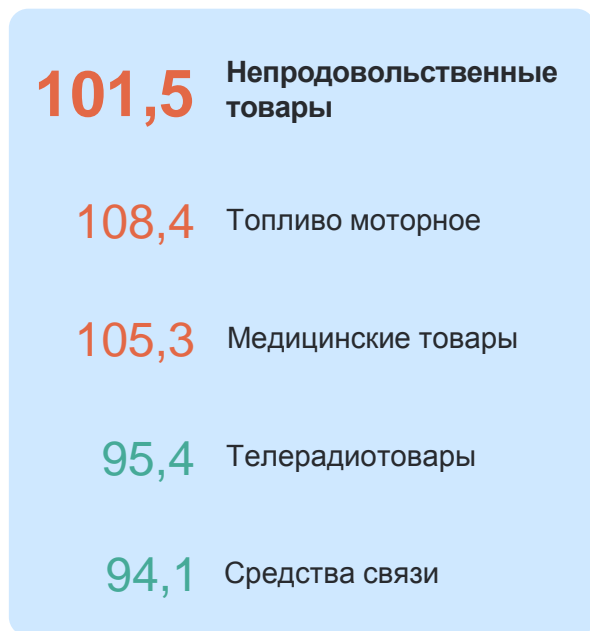 101,5 Непродовольственные
товары
108,4 Топливо моторное
105,3 Медицинские товары
95,4 Телерадиотовары
94,1 Средства связи